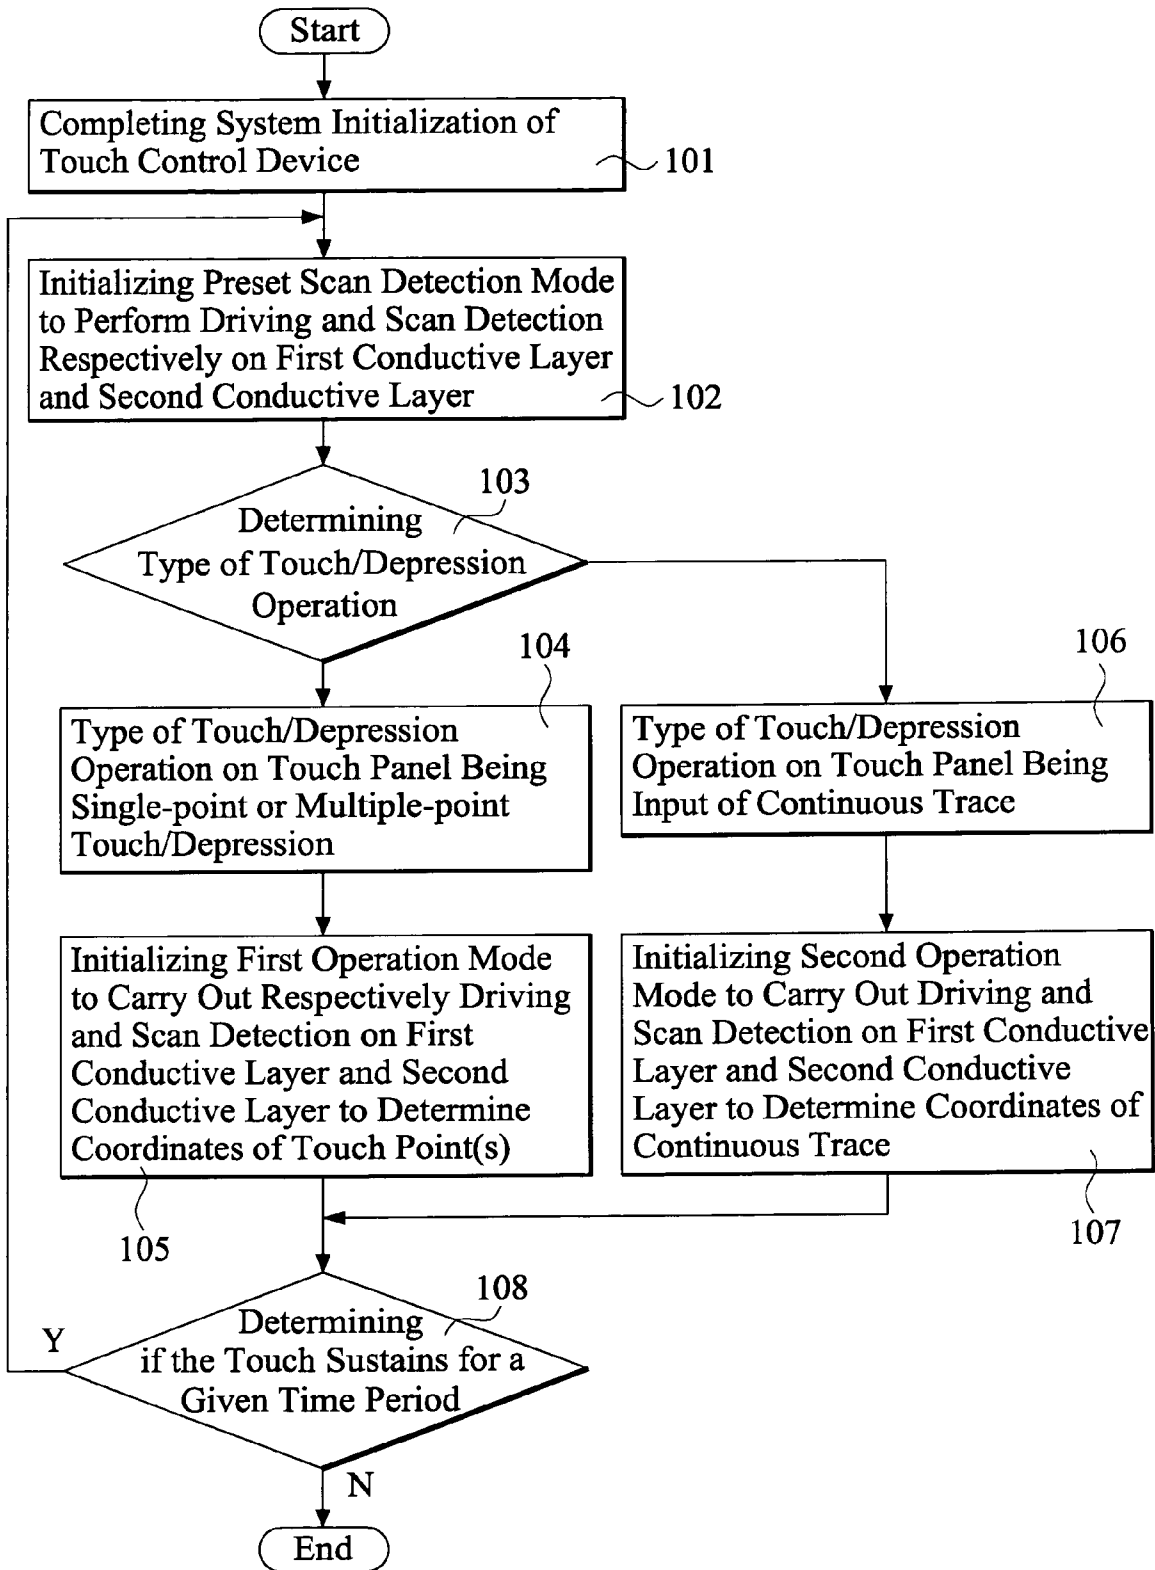 Start
Completing System Initialization of
Touch Control Device
101
Initializing Preset Scan Detection Mode
to Perform Driving and Scan Detection
Respectively on First Conductive Layer
and Second Conductive Layer
102
103
Determining
Type of Touch/Depression
Operation
104
Type of Touch/Depression
Operation on Touch Panel Being
Single-point or Multiple-point
Touch/Depression
106
Type of Touch/Depression
Operation on Touch Panel Being
Input of Continuous Trace
Initializing First Operation Mode
to Carry Out Respectively Driving
and Scan Detection on First
Conductive Layer and Second
Conductive Layer to Determine
Coordinates of Touch Point(s)
105
Initializing Second Operation
Mode to Carry Out Driving and
Scan Detection on First Conductive
Layer and Second Conductive
Layer to Determine Coordinates of
Continuous Trace
107
108
Determining
if the Touch Sustains for a
Given Time Period
Y
N
End